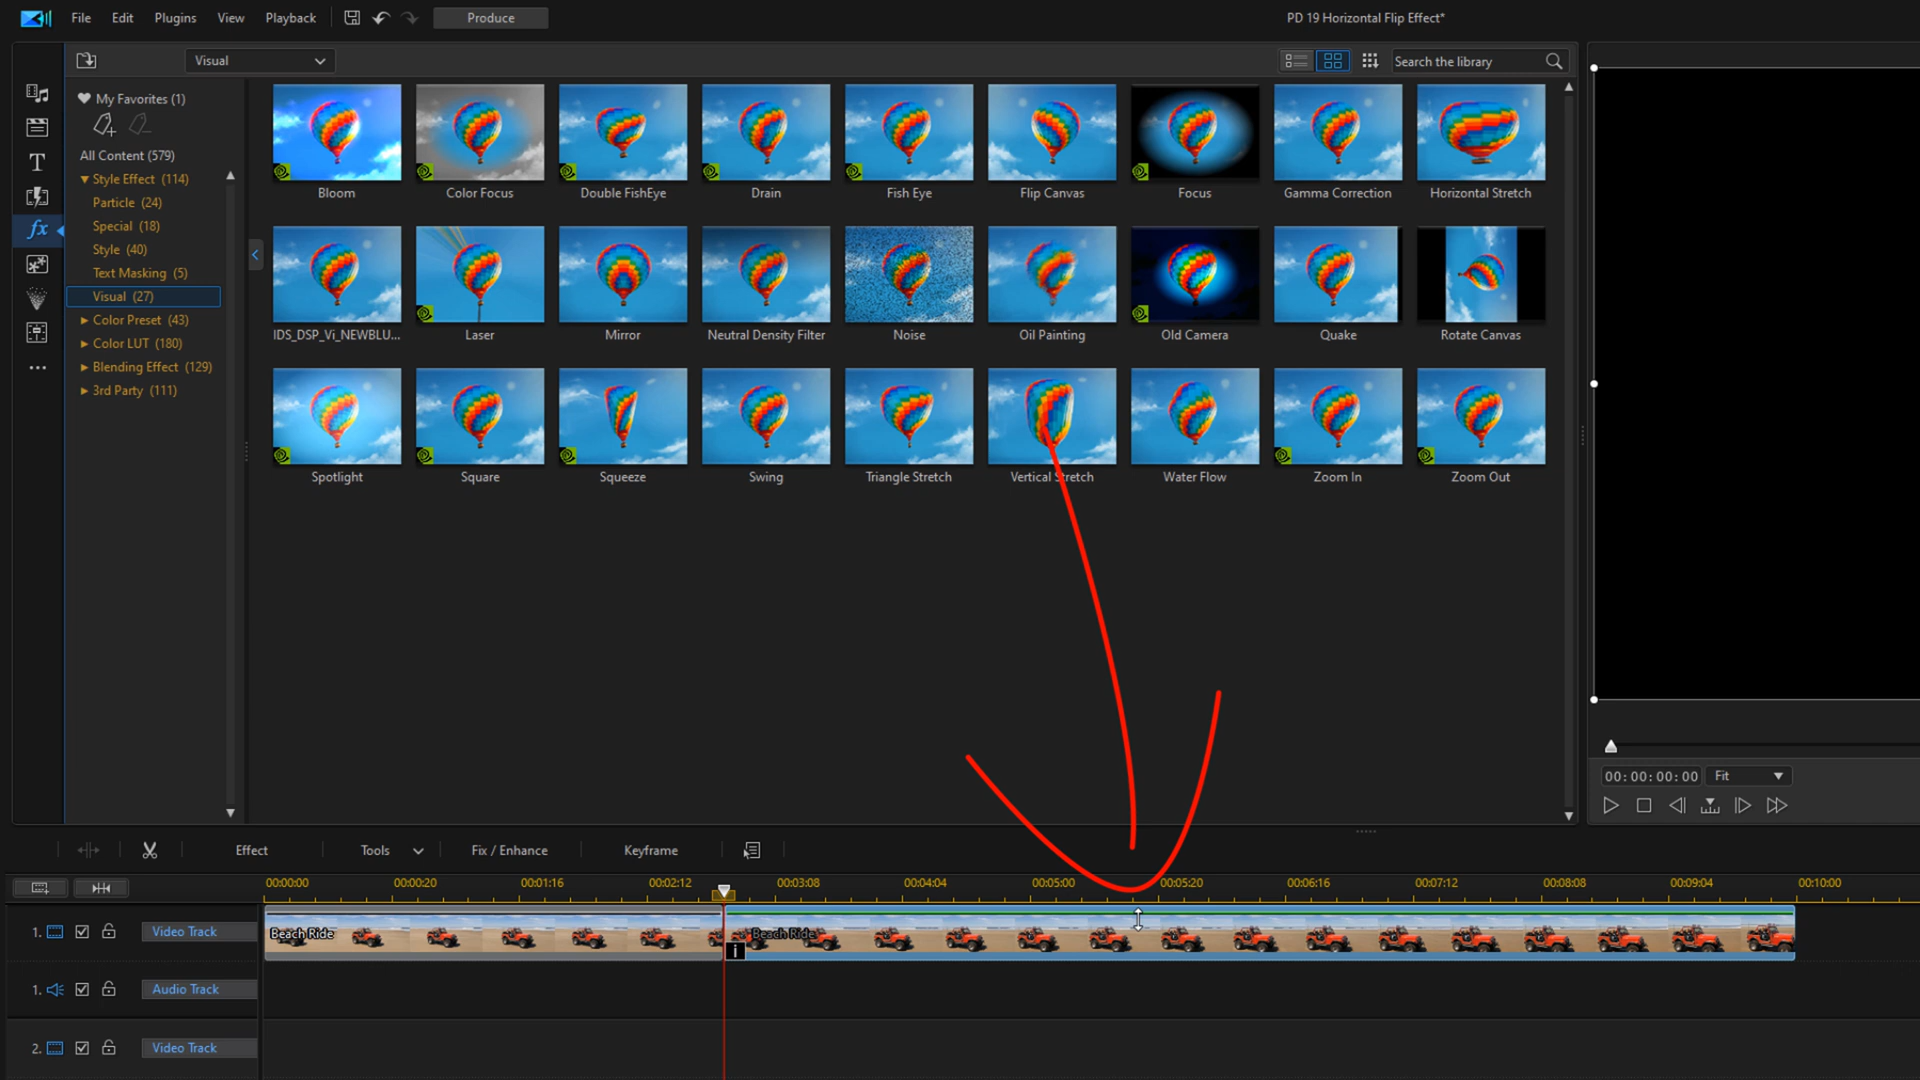 File Edit Plugins View Playback Produce PD 19 Horizontal Flip Effect*
Visual Search the library
My Favorites (1)
All Content (579)
Style Effect (114)
Particle (24)
Special (18)
Style (40)
Text Masking (5)
Visual (27)
Color Preset (43)
Color LUT (180)
Blending Effect (129)
3rd Party (111)
Bloom Color Focus Double FishEye Drain Fish Eye Flip Canvas Focus Gamma Correction Horizontal Stretch
IDS_DSP_Vi_NEWBLU... Laser Mirror Neutral Density Filter Noise Oil Painting Old Camera Quake Rotate Canvas
Spotlight Square Squeeze Swing Triangle Stretch Vertical Stretch Water Flow Zoom In Zoom Out
00:00:00:00 Fit
Effect Tools Fix / Enhance Keyframe
00:00:00 00:00:20 00:01:16 00:02:12 00:03:08 00:04:04 00:05:00 00:05:20 00:06:16 00:07:12 00:08:08 00:09:04 00:10:00
1. Video Track Beach Ride Beach Ride
i
1. Audio Track
2. Video Track